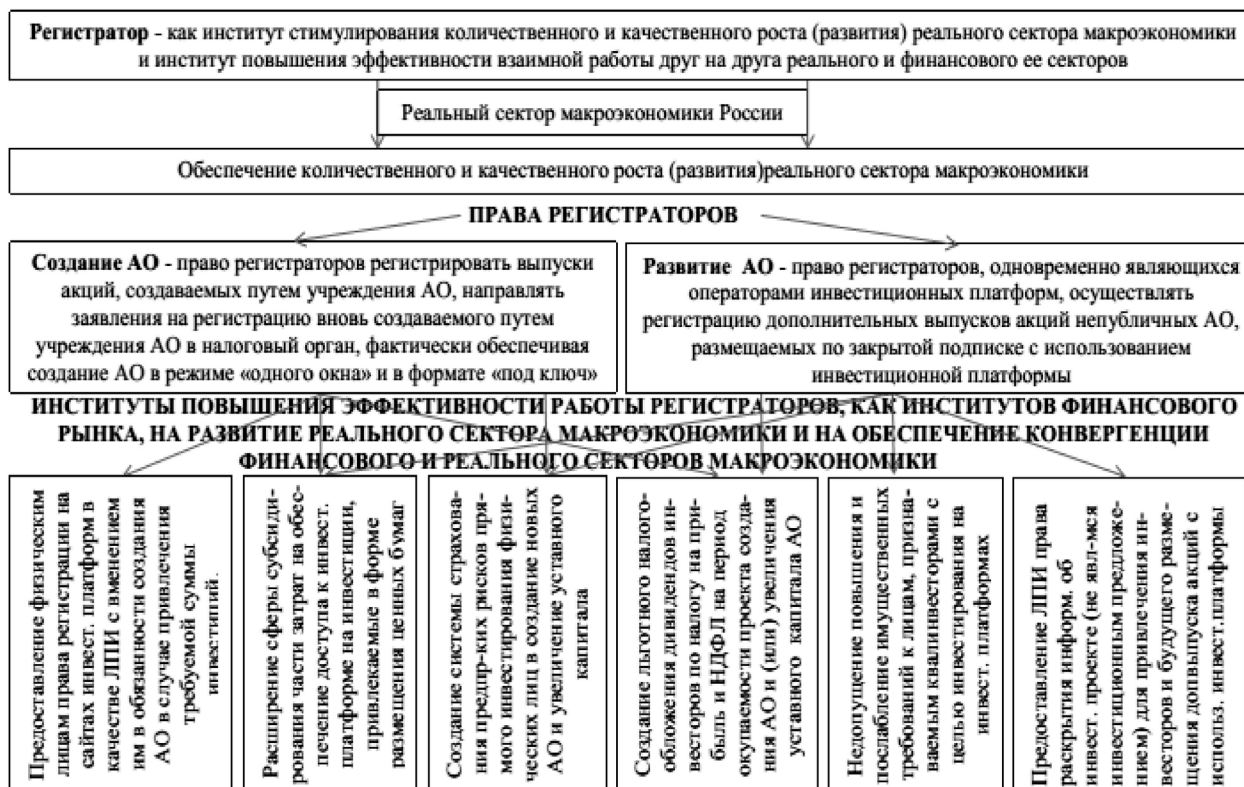 Регистратор - как институт стимулирования количественного и качественного роста (развития) реального сектора макроэкономики
и институт повышения эффективности взаимной работы друг на друга реального и финансового ее секторов
Реальный сектор макроэкономики России
Обеспечение количественного и качественного роста (развития)реального сектора макроэкономики
ПРАВА РЕГИСТРАТОРОВ
Создание АО - право регистраторов регистрировать выпуски
акций, создаваемых путем учреждения АО, направлять
заявления на регистрацию вновь создаваемого путем
учреждения АО в налоговый орган, фактически обеспечивая
создание АО в режиме «одного окна» и в формате «под ключ»
Развитие АО - право регистраторов, одновременно являющихся
операторами инвестиционных платформ, осуществлять
регистрацию дополнительных выпусков акций непубличных АО,
размещаемых по закрытой подписке с использованием
инвестиционной платформы
ИНСТИТУТЫ ПОВЫШЕНИЯ ЭФФЕКТИВНОСТИ РАБОТЫ РЕГИСТРАТОРОВ, КАК ИНСТИТУТОВ ФИНАНСОВОГО
РЫНКА, НА РАЗВИТИЕ РЕАЛЬНОГО СЕКТОРА МАКРОЭКОНОМИКИ И НА ОБЕСПЕЧЕНИЕ КОНВЕРГЕНЦИИ
ФИНАНСОВОГО И РЕАЛЬНОГО СЕКТОРОВ МАКРОЭКОНОМИКИ
Предоставление физическим
лицам права регистрации на
сайтах инвест. платформ в
качестве ЛПИ с вменением
им в обязанности создания
АО в случае привлечения
требуемой суммы
инвестиций.
Расширение сферы субсиди-
рования части затрат на обес-
печение доступа к инвест.
платформе на инвестиции,
привлекаемые в форме
размещения ценных бумаг
Создание системы страхова-
ния предпр-ких рисков пря-
мого инвестирования физи-
ческих лиц в создание новых
АО и увеличение уставного
капитала
Создание льготного налого-
обложения дивидендов ин-
весторов по налогу на при-
быль и НДФЛ на период
окупаемости проекта созда-
ния АО и (или) увеличения
уставного капитала АО
Недопущение повышения и
послабление имущественных
требований к лицам, призна-
ваемым квалинвесторами с
целью инвестирования на
инвест. платформах
Предоставление ЛПИ права
раскрытия информ. об
инвест. проекте (не явл-мся
инвестиционным предложе-
нием) для привлечения ин-
весторов и будущего разме-
щения допвыпуска акций с
использ. инвест.платформы